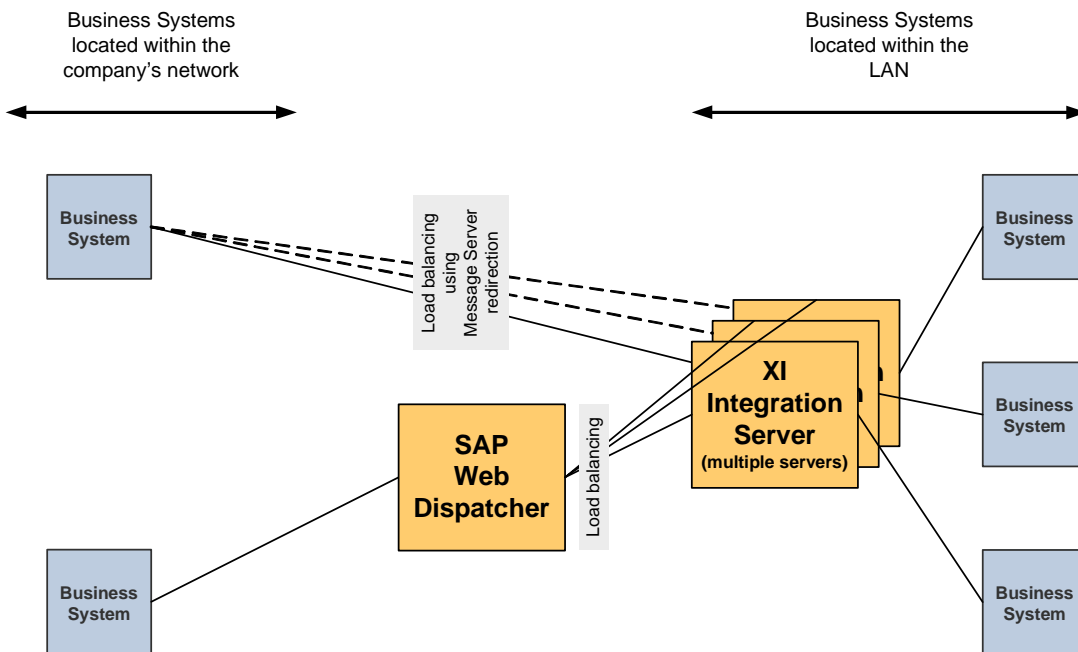 Business Systems
located within the
company's network
Business Systems
located within the
LAN
Business
System
Load balancing
using
Message Server
redirection
Business
System
XI
Integration
Server
(multiple servers)
n
n
Business
System
SAP
Web
Dispatcher
Load balancing
Business
System
Business
System